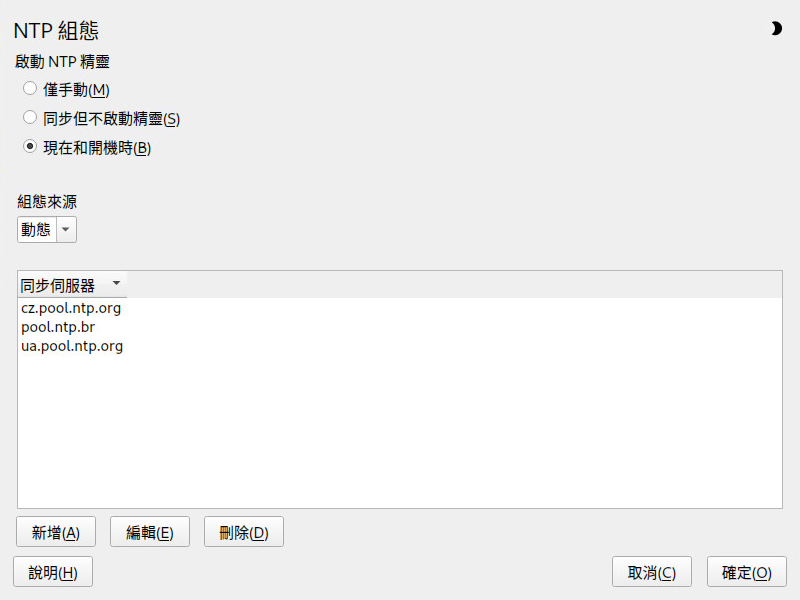 NTP 組態
啟動 NTP 精靈
僅手動(M)
同步但不啟動精靈(S)
現在和開機時(B)
組態來源
動態
同步伺服器
cz.pool.ntp.org
pool.ntp.br
ua.pool.ntp.org
新增(A) 編輯(E) 刪除(D)
說明(H) 取消(C) 確定(O)